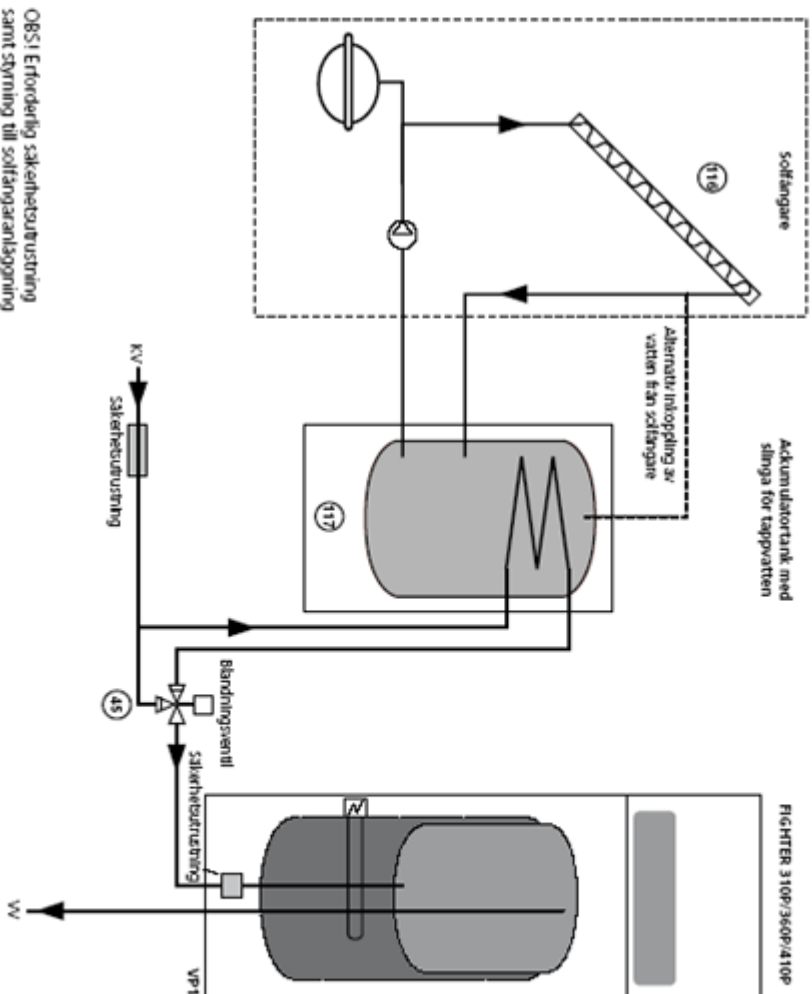 Solfångare
116
Ackumulatortank med
slinga för tappvatten
FIGHTER 310P/360P/410P
Alternativ inkoppling av
vatten från solfångare
117
KV
Säkerhetsutrustning
Blandningsventil
45
Säkerhetsutrustning
VP1
VV
OBS! Erforderlig säkerhetsutrustning
samt styrning till solfångaranläggning